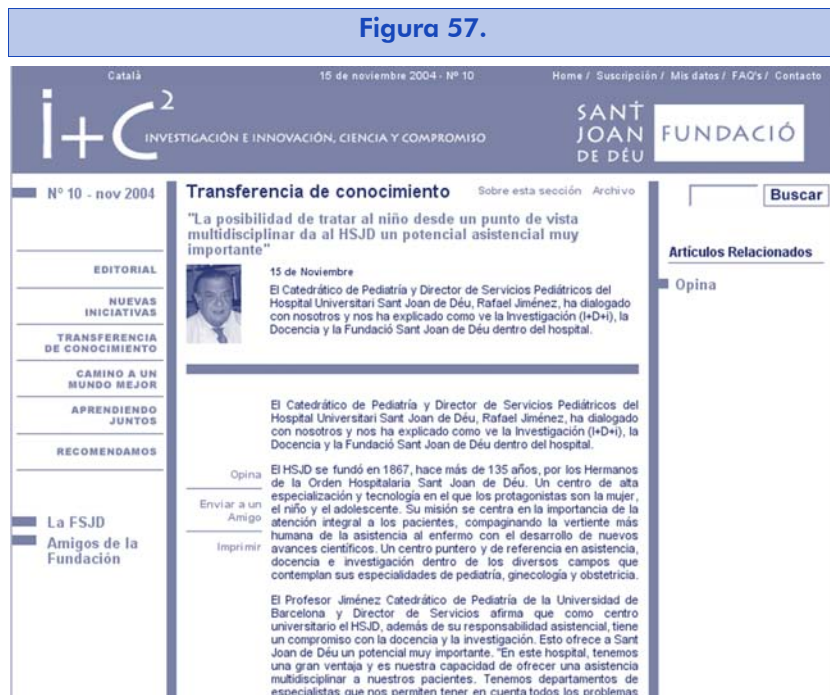 Figura 57.
Català
15 de noviembre 2004 - Nº 10
Home / Suscripción / Mis datos / FAQ's / Contacto
i+C2
INVESTIGACIÓN E INNOVACIÓN, CIENCIA Y COMPROMISO
SANT
JOAN
DE DÉU
FUNDACIÓ
Nº 10 - nov 2004
EDITORIAL
NUEVAS
INICIATIVAS
TRANSFERENCIA
DE CONOCIMIENTO
CAMINO A UN
MUNDO MEJOR
APRENDIENDO
JUNTOS
RECOMENDAMOS
La FSJD
Amigos de la
Fundación
Transferencia de conocimiento
Sobre esta sección Archivo
"La posibilidad de tratar al niño desde un punto de vista
multidisciplinar da al HSJD un potencial asistencial muy
importante"
15 de Noviembre
El Catedrático de Pediatría y Director de Servicios Pediátricos del
Hospital Universitari Sant Joan de Déu, Rafael Jiménez, ha dialogado
con nosotros y nos ha explicado como ve la Investigación (I+D+i), la
Docencia y la Fundació Sant Joan de Déu dentro del hospital.
Opina
Enviar a un
Amigo
Imprimir
El Catedrático de Pediatría y Director de Servicios Pediátricos del
Hospital Universitari Sant Joan de Déu, Rafael Jiménez, ha dialogado
con nosotros y nos ha explicado como ve la Investigación (I+D+i), la
Docencia y la Fundació Sant Joan de Déu dentro del hospital.
El HSJD se fundó en 1867, hace más de 135 años, por los Hermanos
de la Orden Hospitalaria Sant Joan de Déu. Un centro de alta
especialización y tecnología en el que los protagonistas son la mujer,
el niño y el adolescente. Su misión se centra en la importancia de la
atención integral a los pacientes, compaginando la vertiente más
humana de la asistencia al enfermo con el desarrollo de nuevos
avances científicos. Un centro puntero y de referencia en asistencia,
docencia e investigación dentro de los diversos campos que
contemplan sus especialidades de pediatría, ginecología y obstetricia.
El Profesor Jiménez Catedrático de Pediatría de la Universidad de
Barcelona y Director de Servicios afirma que como centro
universitario el HSJD, además de su responsabilidad asistencial, tiene
un compromiso con la docencia y la investigación. Esto ofrece a Sant
Joan de Déu un potencial muy importante. "En este hospital, tenemos
una gran ventaja y es nuestra capacidad de ofrecer una asistencia
multidisciplinar a nuestros pacientes. Tenemos departamentos de
especialistas que nos permiten tener en cuenta todos los problemas
Buscar
Artículos Relacionados
Opina